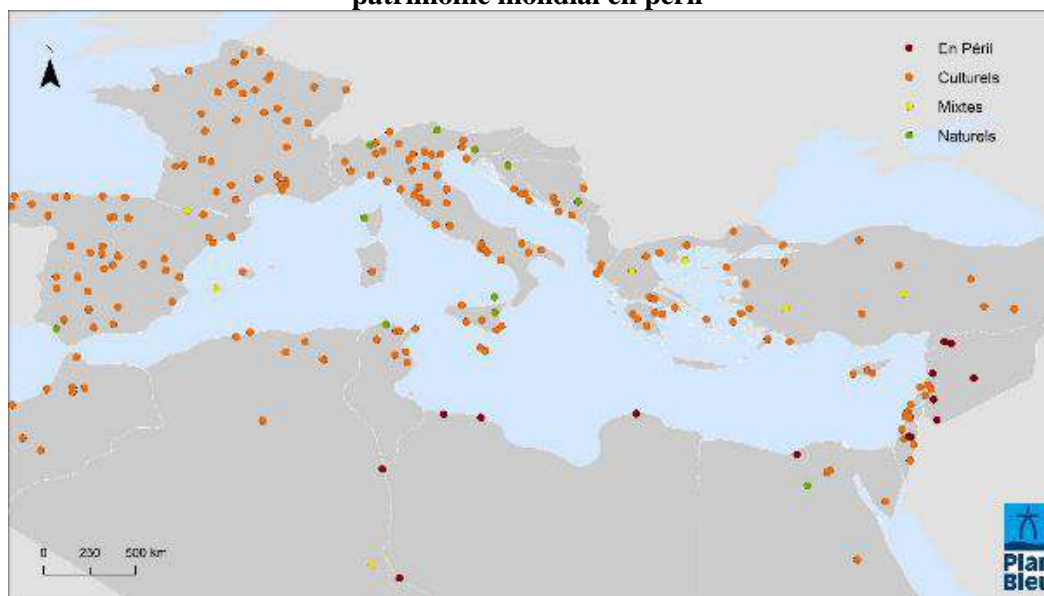 patrimoine mondial en péril
N
En Péril
Culturels
Mixtes
Naturels
0 250 500 km
Plan
Bleu